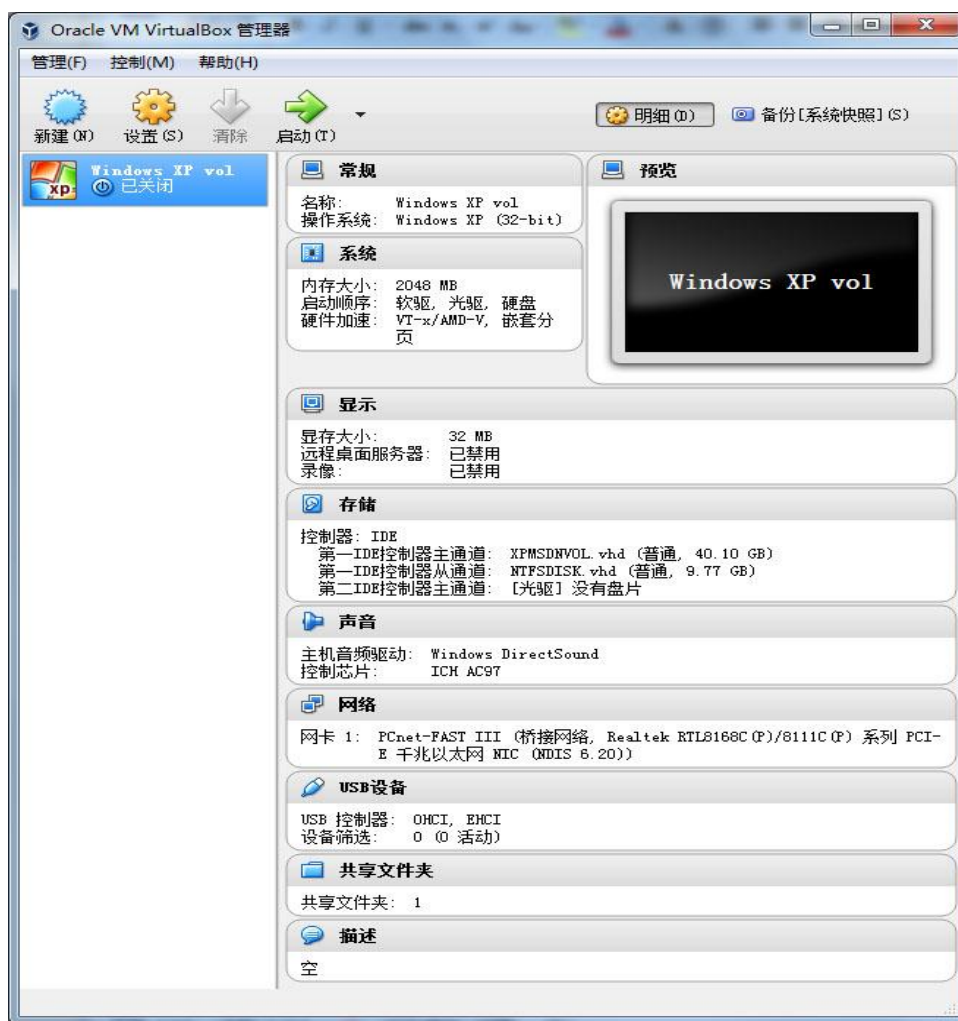 Oracle VM VirtualBox 管理器
管理(F) 控制(M) 帮助(H)
新建(N) 设置(S) 清除 启动(T) 明细(D) 备份[系统快照](S)
Windows XP vol
已关闭
xp
常规
名称: Windows XP vol
操作系统: Windows XP (32-bit)
预览
Windows XP vol
系统
内存大小: 2048 MB
启动顺序: 软驱, 光驱, 硬盘
硬件加速: VT-x/AMD-V, 嵌套分
页
显示
显存大小: 32 MB
远程桌面服务器: 已禁用
录像: 已禁用
存储
控制器: IDE
第一IDE控制器主通道: XPMSDNVOL.vhd (普通, 40.10 GB)
第一IDE控制器从通道: NTFSDISK.vhd (普通, 9.77 GB)
第二IDE控制器主通道: [光驱] 没有盘片
声音
主机音频驱动: Windows DirectSound
控制芯片: ICH AC97
网络
网卡 1: PCnet-FAST III (桥接网络, Realtek RTL8168C(P)/8111C(P) 系列 PCI-
E 千兆以太网 NIC (NDIS 6.20))
USB设备
USB 控制器: OHCI, EHCI
设备筛选: 0 (0 活动)
共享文件夹
共享文件夹: 1
描述
空